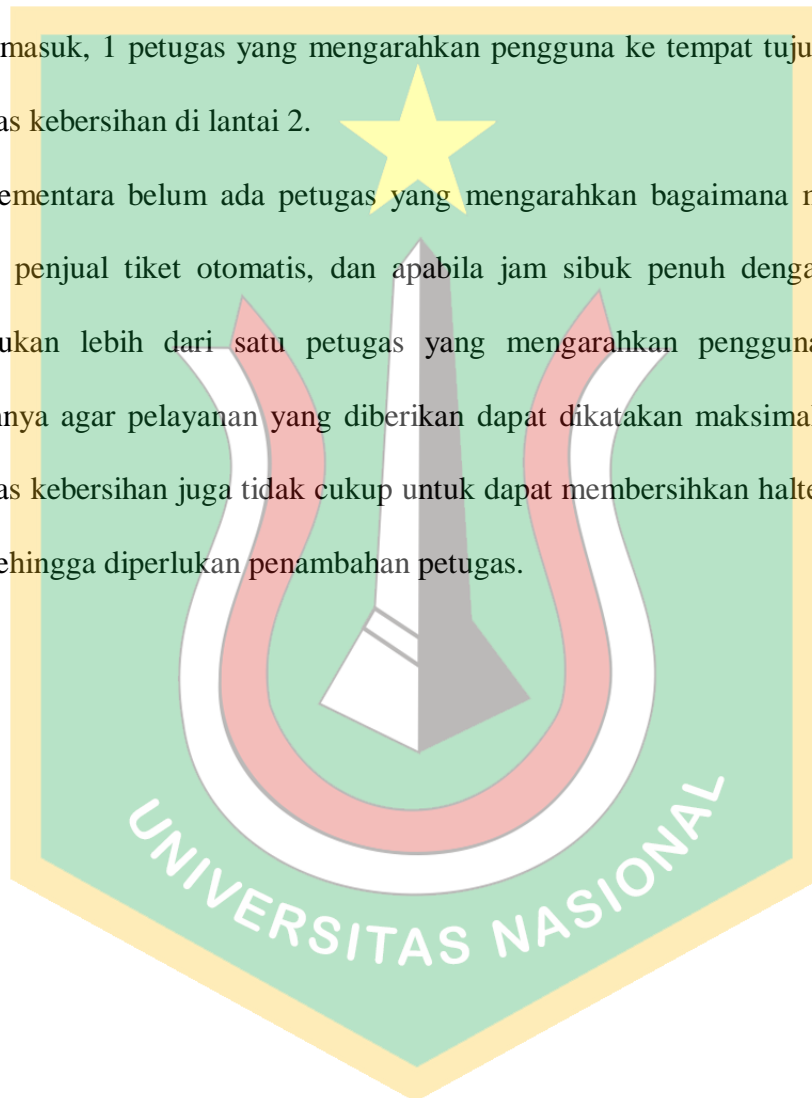 masuk, 1 petugas yang mengarahkan pengguna ke tempat tuju
as kebersihan di lantai 2.
ementara belum ada petugas yang mengarahkan bagaimana
penjual tiket otomatis, dan apabila jam sibuk penuh denga
ukan lebih dari satu petugas yang mengarahkan pengguna
nnya agar pelayanan yang diberikan dapat dikatakan maksimal
as kebersihan juga tidak cukup untuk dapat membersihkan halte
ehingga diperlukan penambahan petugas.
UNIVERSITAS NASIONAL